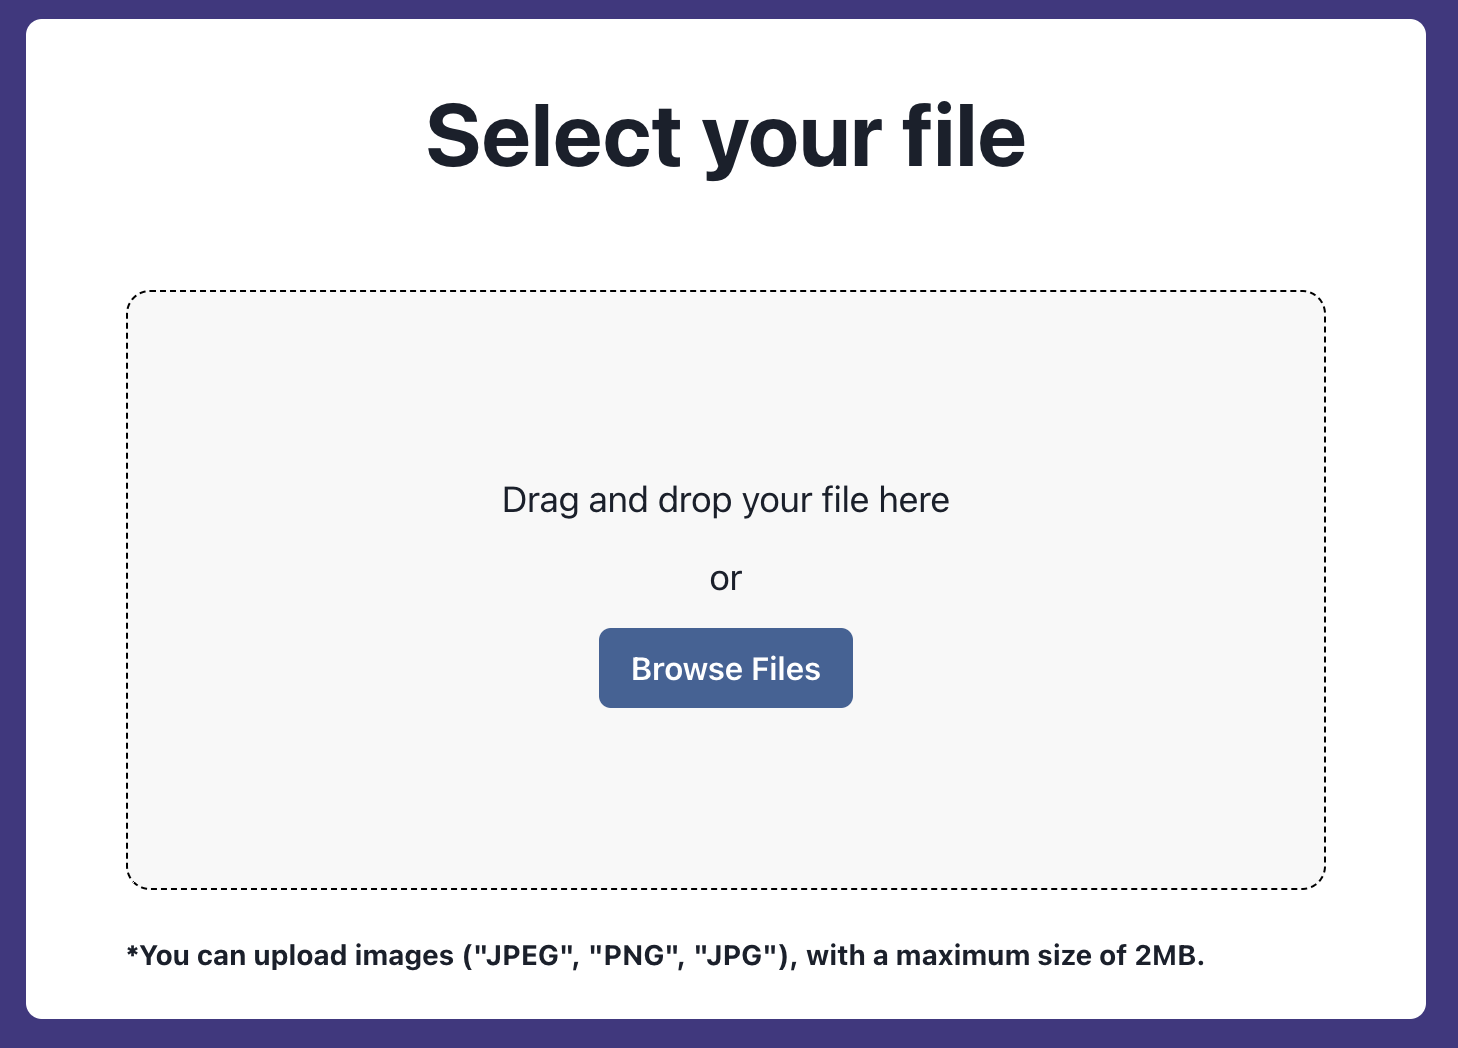 Select your file
Drag and drop your file here
or
Browse Files
*You can upload images ("JPEG", "PNG", "JPG"), with a maximum size of 2MB.